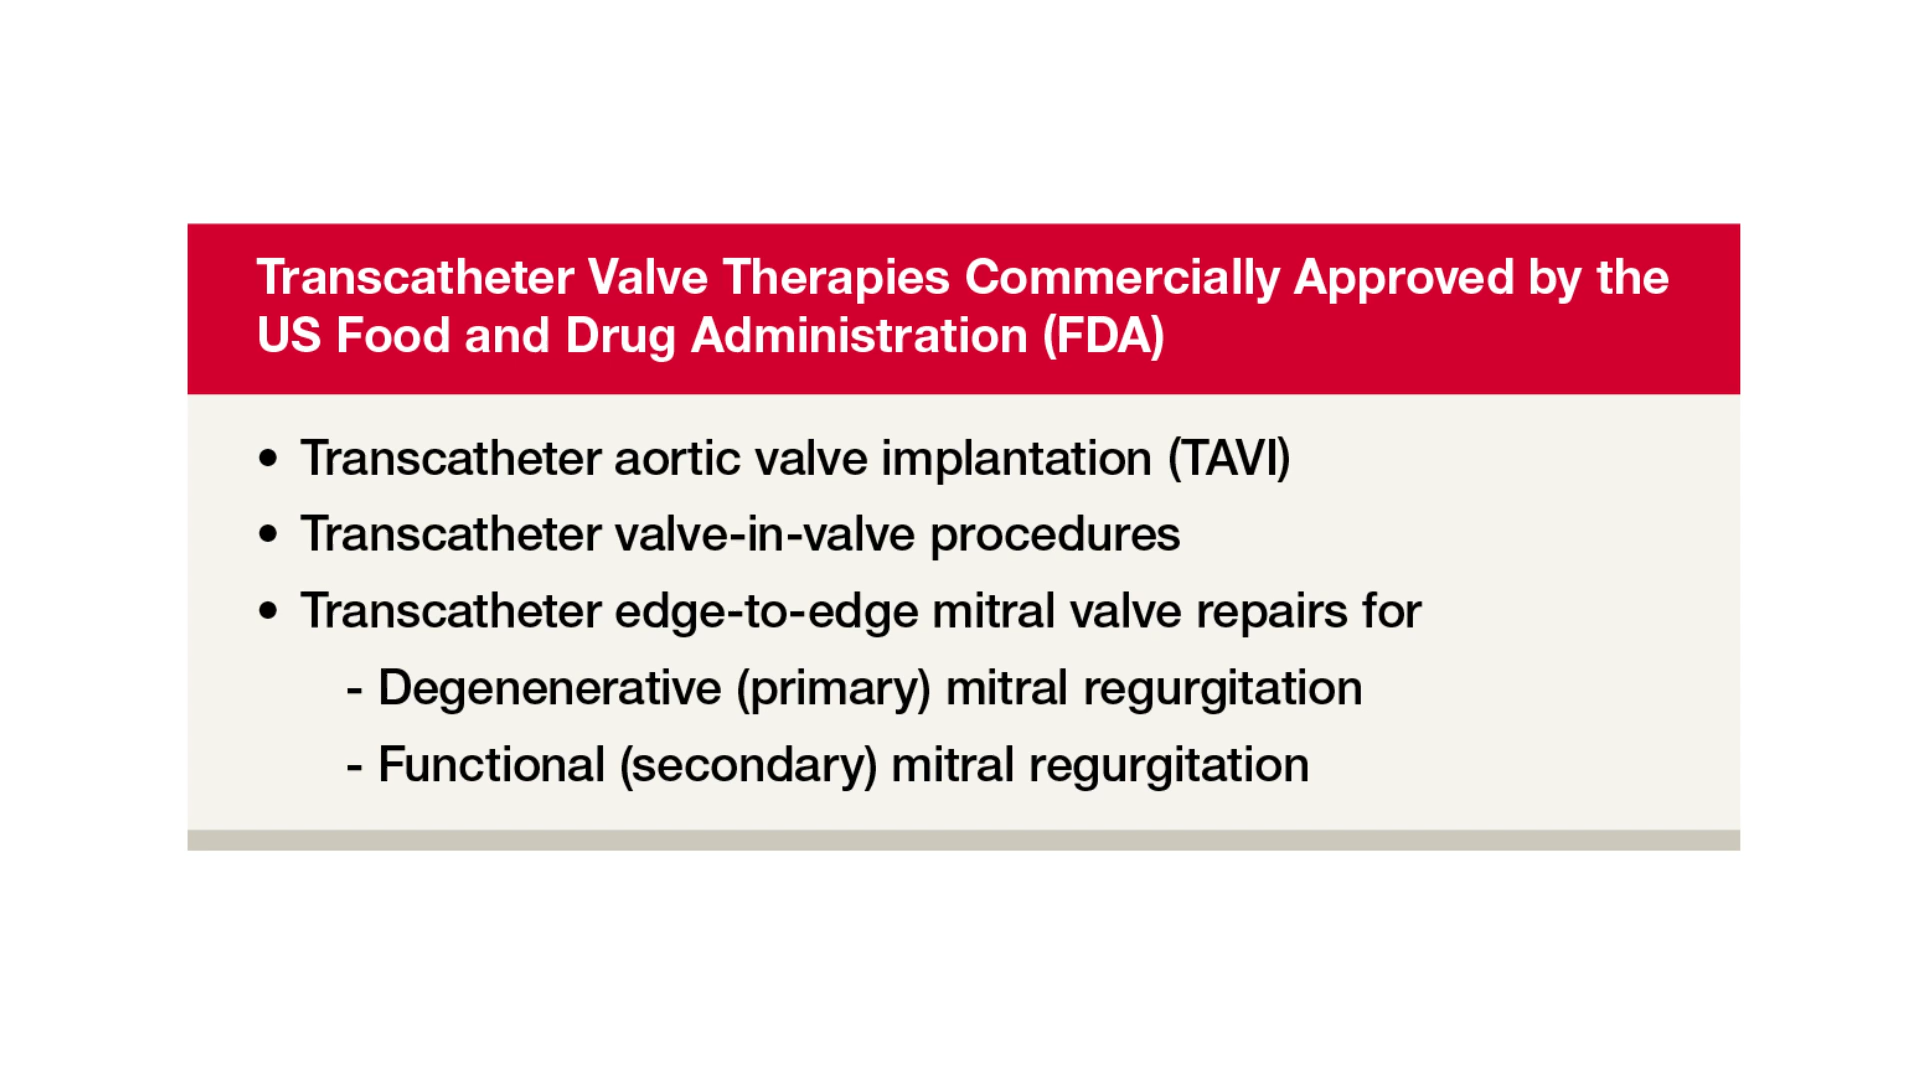 Transcatheter Valve Therapies Commercially Approved by the
US Food and Drug Administration (FDA)
• Transcatheter aortic valve implantation (TAVI)
• Transcatheter valve-in-valve procedures
• Transcatheter edge-to-edge mitral valve repairs for
- Degenenerative (primary) mitral regurgitation
- Functional (secondary) mitral regurgitation